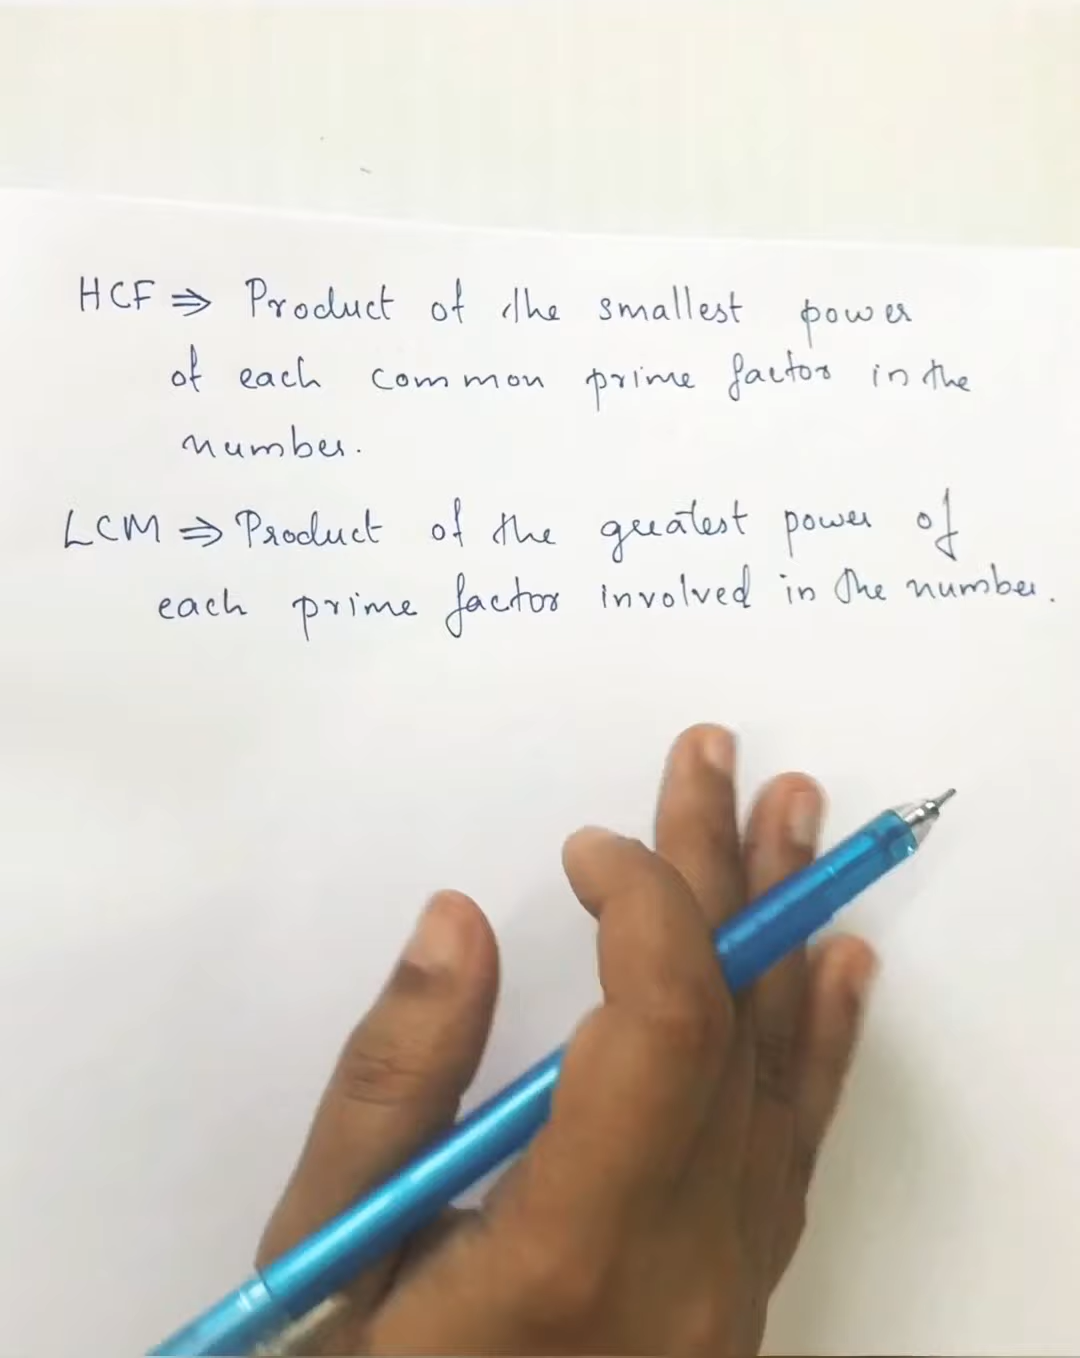 HCF ⇒ Product of the smallest power
of each common prime factor in the
number.
LCM ⇒ Product of the greatest power of
each prime factor involved in the number.